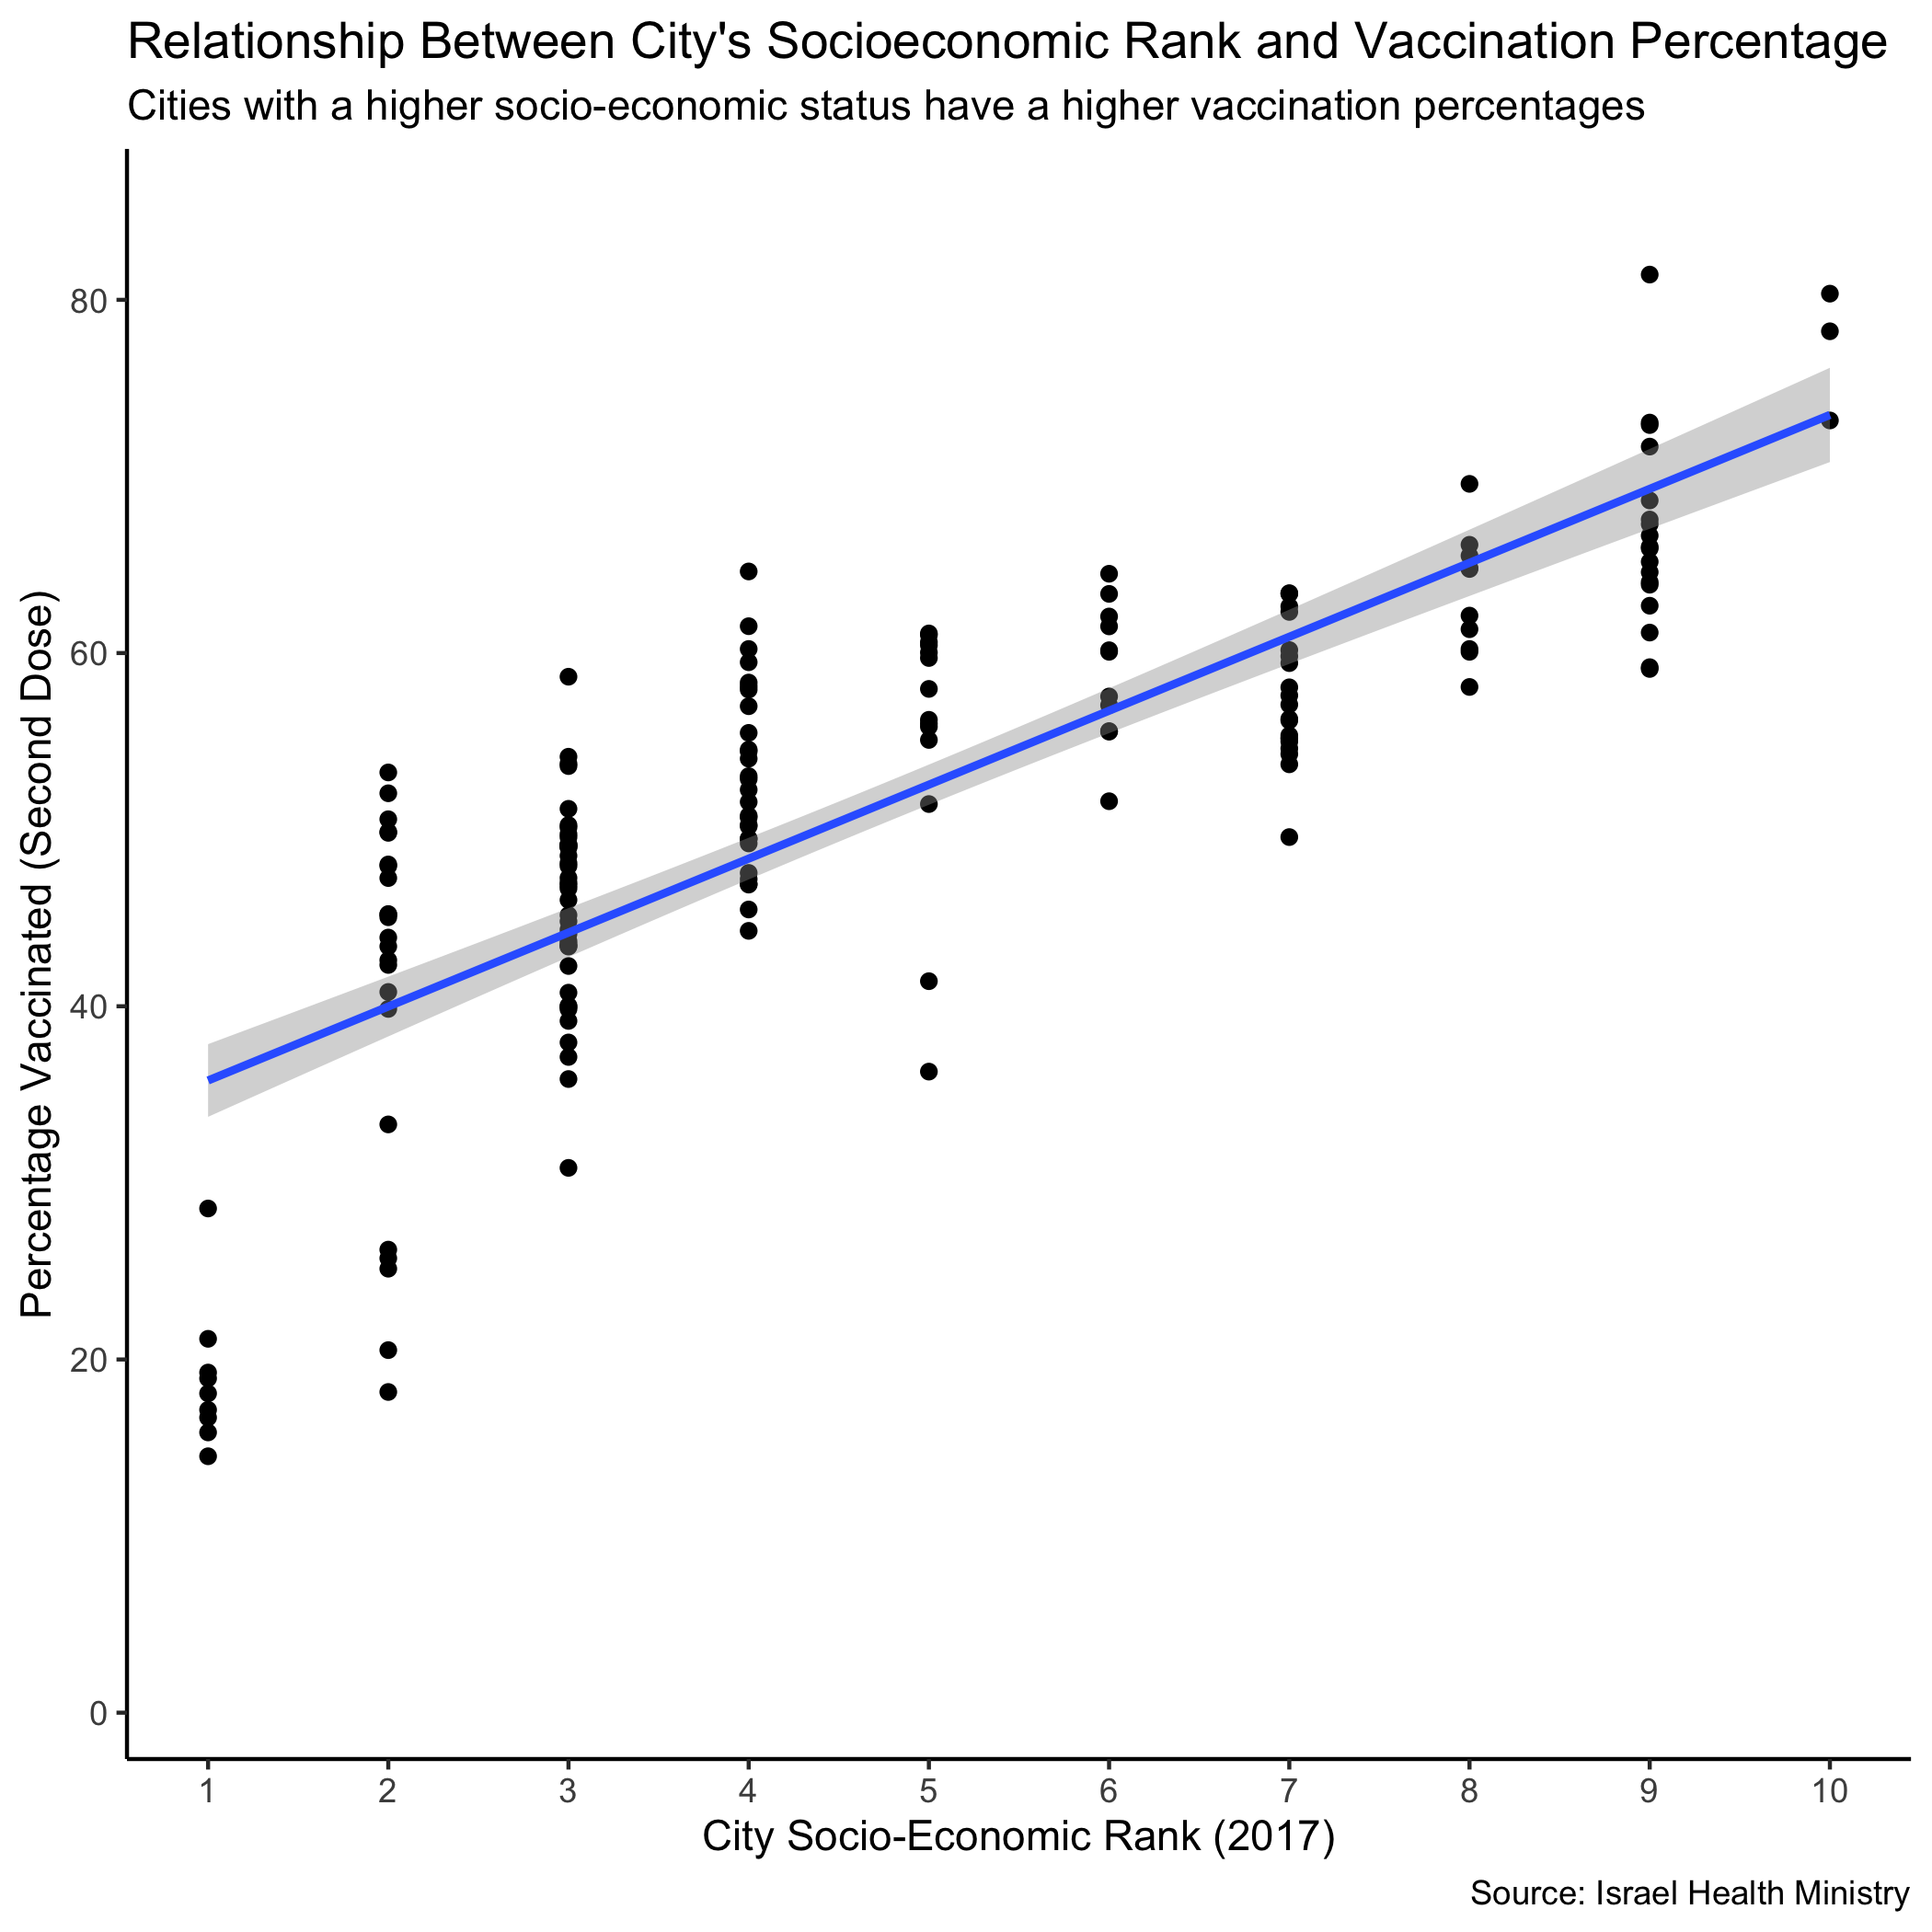 Relationship Between City's Socioeconomic Rank and Vaccination Percentage
Cities with a higher socio-economic status have a higher vaccination percentages
Percentage Vaccinated (Second Dose)
80
60
40
20
0
1 2 3 4 5 6 7 8 9 10
City Socio-Economic Rank (2017)
Source: Israel Health Ministry